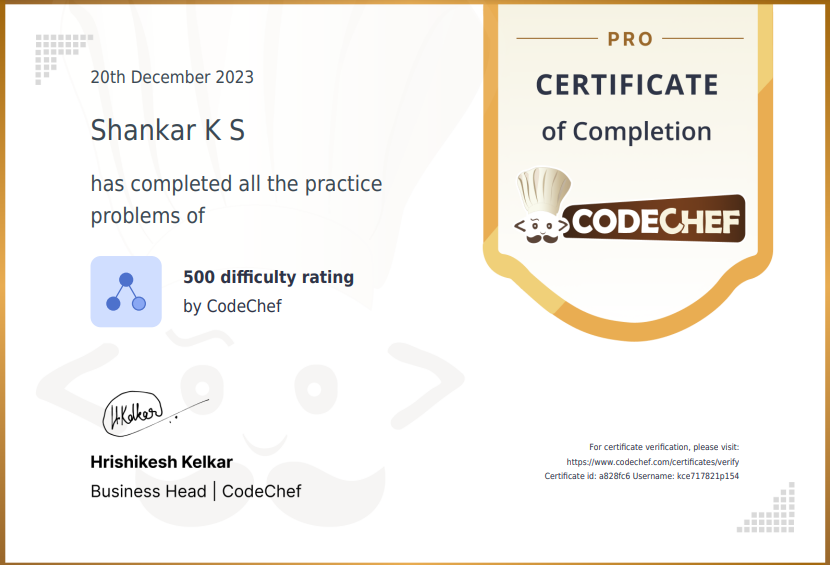 20th December 2023
Shankar K S
has completed all the practice
problems of
500 difficulty rating
by CodeChef
H.Kelkar
Hrishikesh Kelkar
Business Head | CodeChef
PRO
CERTIFICATE
of Completion
CODECHEF
For certificate verification, please visit:
https://www.codechef.com/certificates/verify
Certificate id: a828fc6 Username: kce717821p154